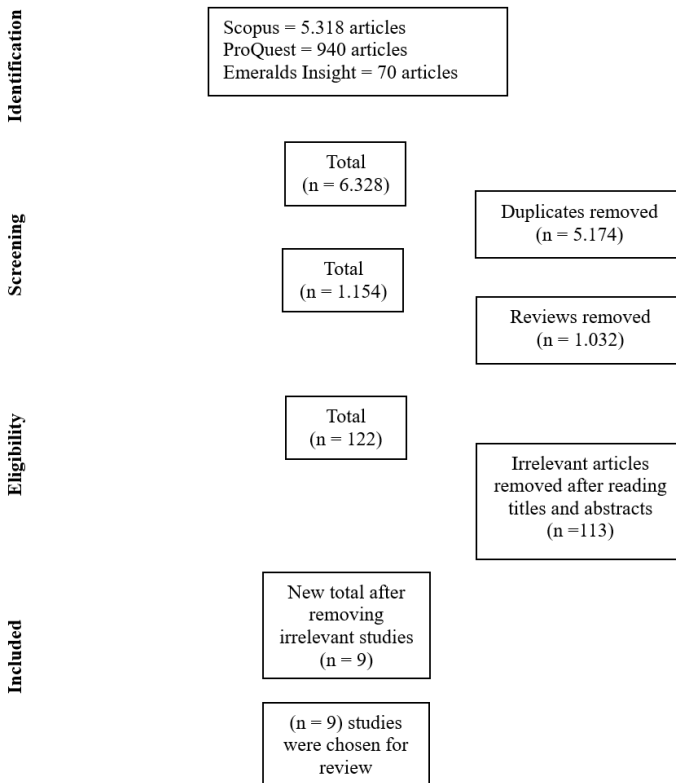 Identification
Scopus = 5.318 articles
ProQuest = 940 articles
Emeralds Insight = 70 articles
Screening
Total
(n = 6.328)
Duplicates removed
(n = 5.174)
Total
(n = 1.154)
Reviews removed
(n = 1.032)
Eligibility
Total
(n = 122)
Irrelevant articles
removed after reading
titles and abstracts
(n =113)
Included
New total after
removing
irrelevant studies
(n = 9)
(n = 9) studies
were chosen for
review